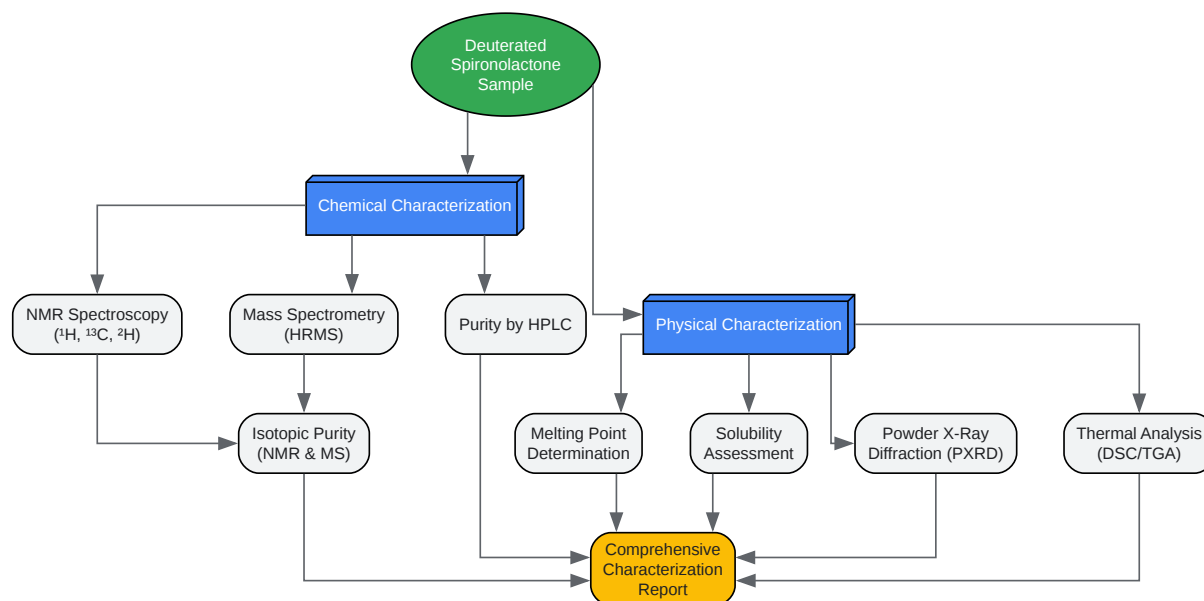 Deuterated
Spironolactone
Sample
Chemical Characterization
NMR Spectroscopy
(¹H, ¹³C, ²H)
Mass Spectrometry
(HRMS)
Purity by HPLC
Physical Characterization
Isotopic Purity
(NMR & MS)
Melting Point
Determination
Solubility
Assessment
Powder X-Ray
Diffraction (PXRD)
Thermal Analysis
(DSC/TGA)
Comprehensive
Characterization
Report